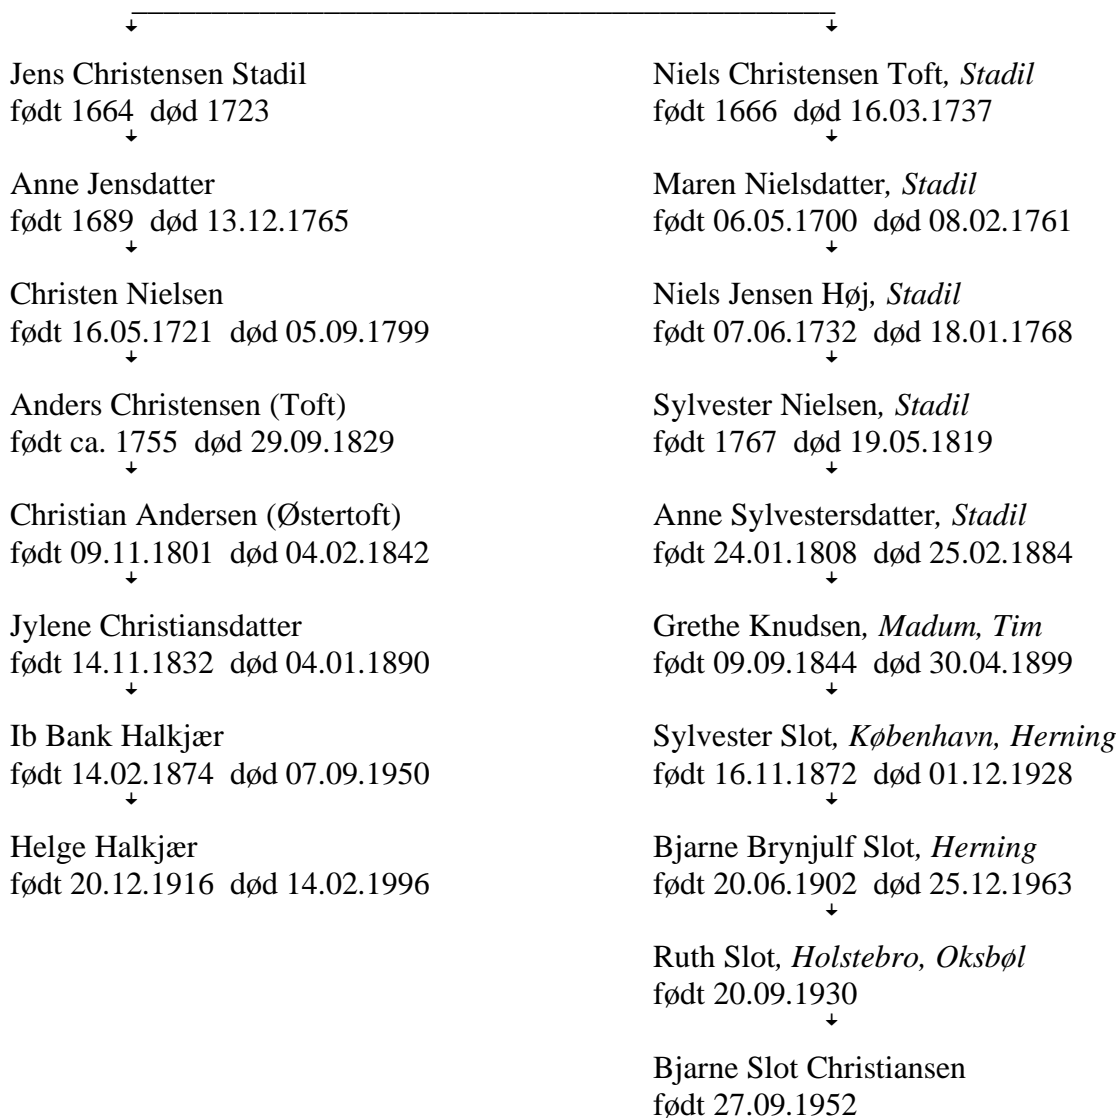 Jens Christensen Stadil
født 1664 død 1723
Anne Jensdatter
født 1689 død 13.12.1765
Christen Nielsen
født 16.05.1721 død 05.09.1799
Anders Christensen (Toft)
født ca. 1755 død 29.09.1829
Christian Andersen (Østertoft)
født 09.11.1801 død 04.02.1842
Jylene Christiansdatter
født 14.11.1832 død 04.01.1890
Ib Bank Halkjær
født 14.02.1874 død 07.09.1950
Helge Halkjær
født 20.12.1916 død 14.02.1996
Niels Christensen Toft, Stadil
født 1666 død 16.03.1737
Maren Nielsdatter, Stadil
født 06.05.1700 død 08.02.1761
Niels Jensen Høj, Stadil
født 07.06.1732 død 18.01.1768
Sylvester Nielsen, Stadil
født 1767 død 19.05.1819
Anne Sylvestersdatter, Stadil
født 24.01.1808 død 25.02.1884
Grethe Knudsen, Madum, Tim
født 09.09.1844 død 30.04.1899
Sylvester Slot, København, Herning
født 16.11.1872 død 01.12.1928
Bjarne Brynjulf Slot, Herning
født 20.06.1902 død 25.12.1963
Ruth Slot, Holstebro, Oksbøl
født 20.09.1930
Bjarne Slot Christiansen
født 27.09.1952